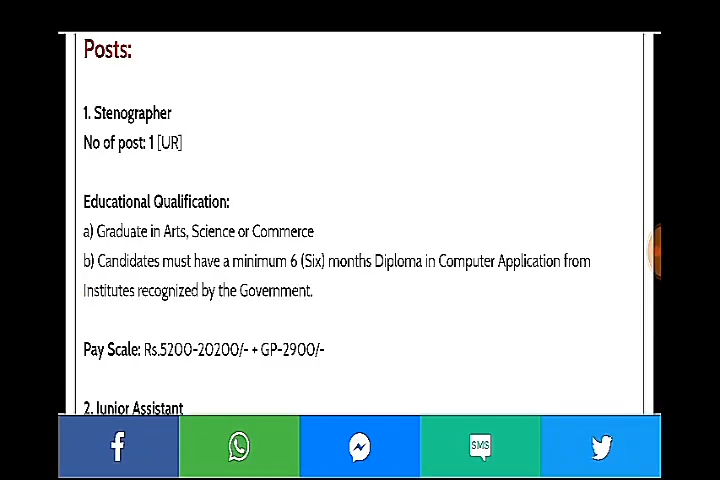 Posts:
1. Stenographer
No of post: 1 [UR]
Educational Qualification:
a) Graduate in Arts, Science or Commerce
b) Candidates must have a minimum 6 (Six) months Diploma in Computer Application from
Institutes recognized by the Government.
Pay Scale: Rs.5200-20200/- + GP-2900/-
2. Junior Assistant
SMS